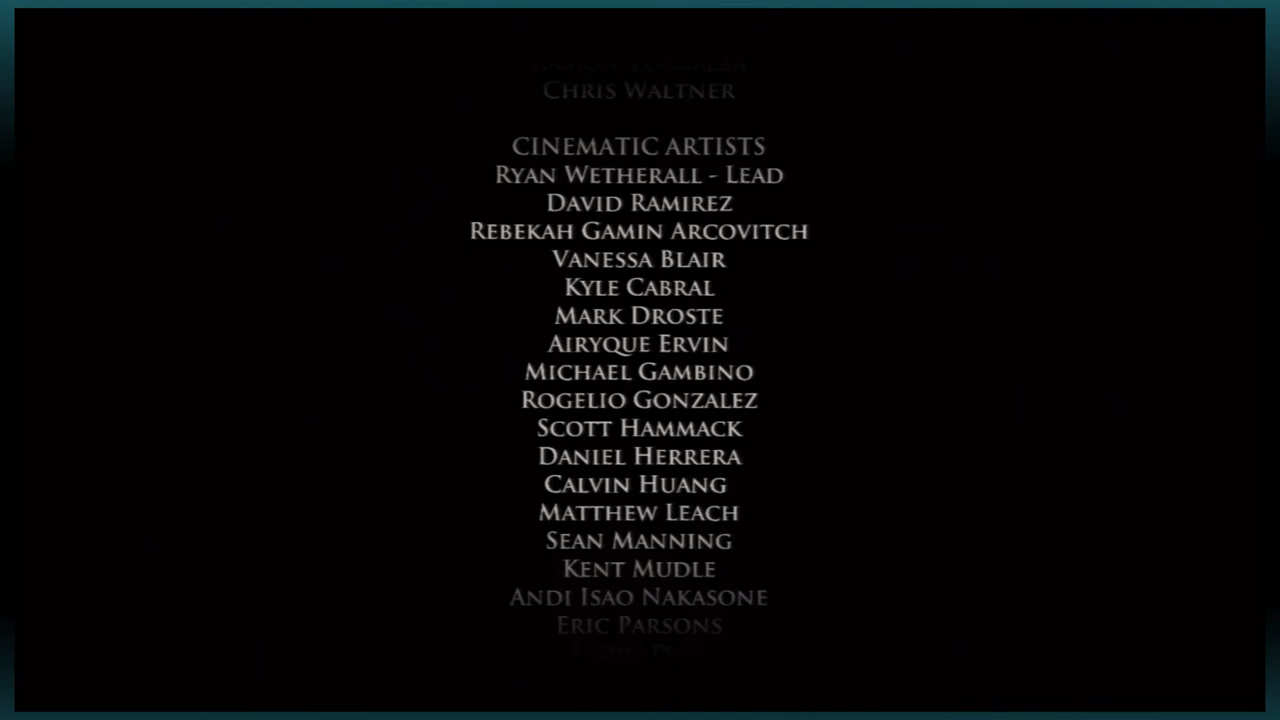 Chris Waltner
CINEMATIC ARTISTS
Ryan Wetherall - Lead
David Ramirez
Rebekah Gamin Arcovitch
Vanessa Blair
Kyle Cabral
Mark Droste
Airyque Ervin
Michael Gambino
Rogelio Gonzalez
Scott Hammack
Daniel Herrera
Calvin Huang
Matthew Leach
Sean Manning
Kent Mudle
Andi Isao Nakasone
Eric Parsons